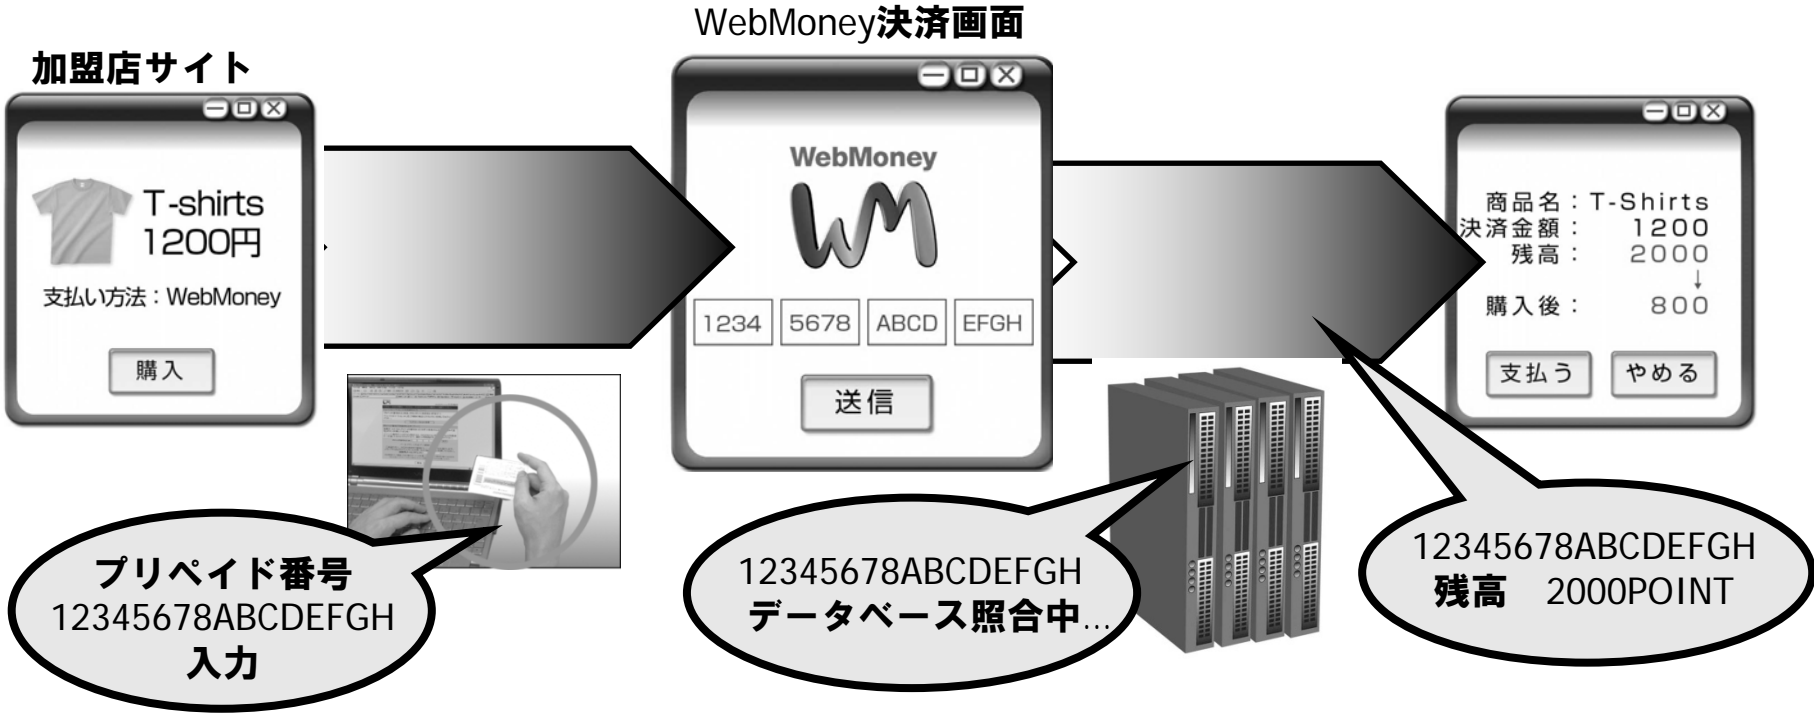 加盟店サイト
T-shirts
1200円
支払い方法：WebMoney
購入
プリペイド番号
12345678ABCDEFGH
入力
WebMoney決済画面
WebMoney
WM
1234 5678 ABCD EFGH
送信
12345678ABCDEFGH
データベース照合中...
商品名：T-Shirts
決済金額： 1200
残高： 2000
↓
購入後： 800
支払う やめる
12345678ABCDEFGH
残高 2000POINT